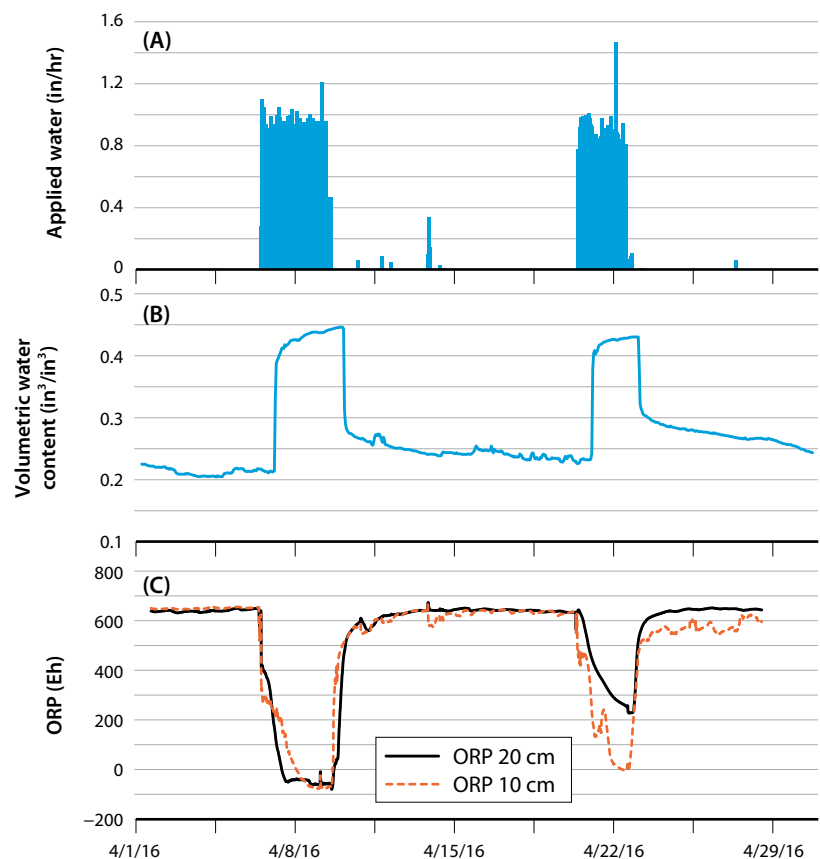 (A)
Applied water (in/hr)
1.6
1.2
0.8
0.4
0
(B)
Volumetric water
content (in³/in³)
0.5
0.4
0.3
0.2
0.1
(C)
ORP (Eh)
800
600
400
200
0
−200
ORP 20 cm
ORP 10 cm
4/1/16 4/8/16 4/15/16 4/22/16 4/29/16